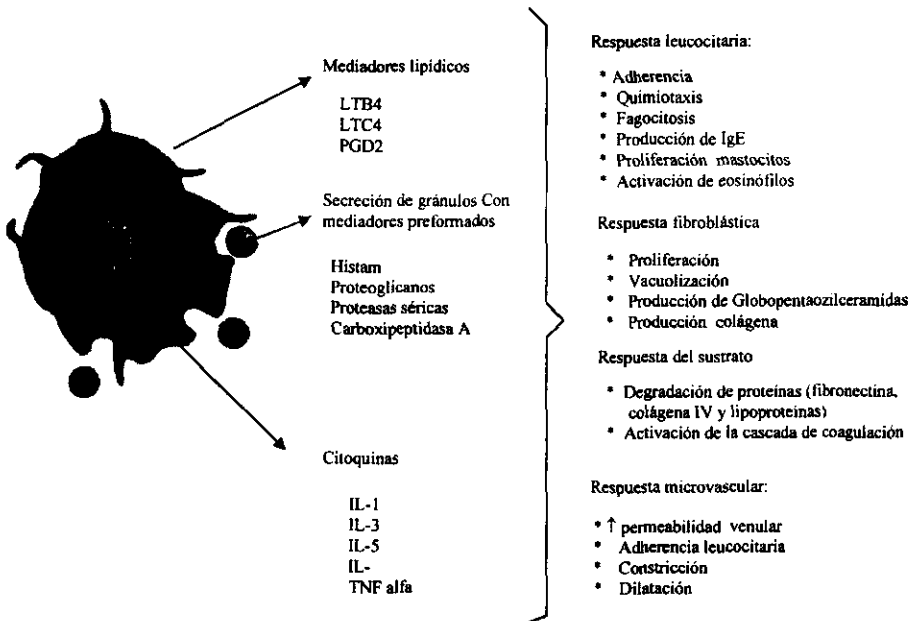 Mediadores lipídicos
LTB4
LTC4
PGD2
Secreción de gránulos Con
mediadores preformados
Histam
Proteoglicanos
Proteasas séricas
Carboxipeptidasa A
Citoquinas
IL-1
IL-3
IL-5
IL-
TNF alfa
Respuesta leucocitaria:
* Adherencia
* Quimiotaxis
* Fagocitosis
* Producción de IgE
* Proliferación mastocitos
* Activación de eosinófilos
Respuesta fibroblástica
* Proliferación
* Vacuolización
* Producción de Globopentaozilceramidas
* Producción colágena
Respuesta del sustrato
* Degradación de proteínas (fibronectina,
colágena IV y lipoproteinas)
* Activación de la cascada de coagulación
Respuesta microvascular:
* ↑ permeabilidad venular
* Adherencia leucocitaria
* Constricción
* Dilatación